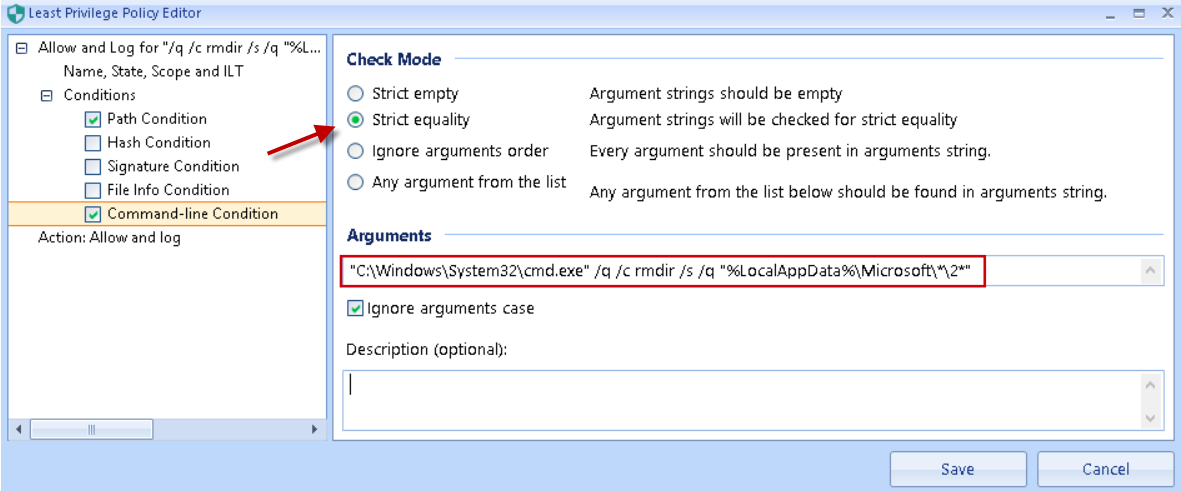 Least Privilege Policy Editor
Allow and Log for "/q /c rmdir /s /q "%L...
Name, State, Scope and ILT
Conditions
Path Condition
Hash Condition
Signature Condition
File Info Condition
Command-line Condition
Action: Allow and log
Check Mode
Strict empty Argument strings should be empty
Strict equality Argument strings will be checked for strict equality
Ignore arguments order Every argument should be present in arguments string.
Any argument from the list Any argument from the list below should be found in arguments string.
Arguments
"C:\Windows\System32\cmd.exe" /q /c rmdir /s /q "%LocalAppData%\Microsoft\*\2*"
Ignore arguments case
Description (optional):
Save Cancel